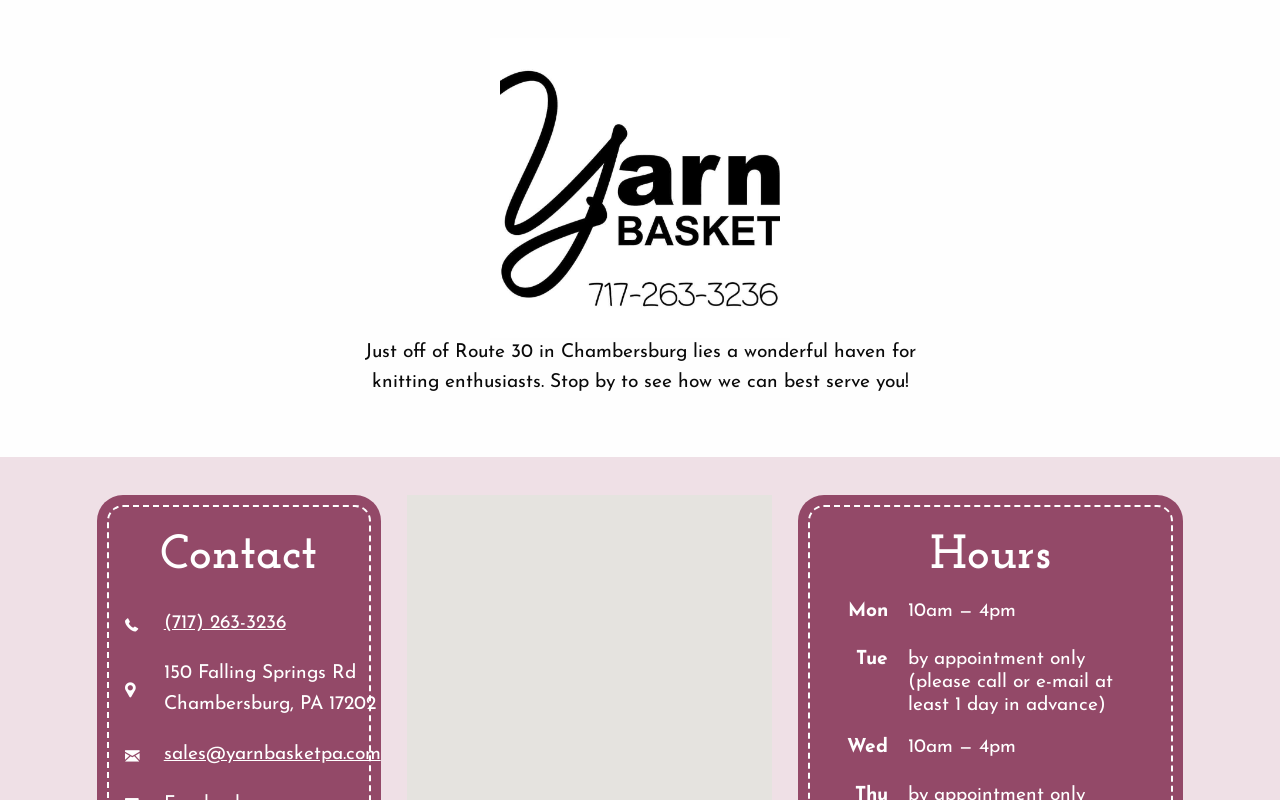 Yarn
BASKET
717-263-3236
Just off of Route 30 in Chambersburg lies a wonderful haven for
knitting enthusiasts. Stop by to see how we can best serve you!
Contact
(717) 263-3236
150 Falling Springs Rd
Chambersburg, PA 17202
sales@yarnbasketpa.com
Facebook
Hours
Mon 10am – 4pm
Tue by appointment only
(please call or e-mail at
least 1 day in advance)
Wed 10am – 4pm
Thu by appointment only